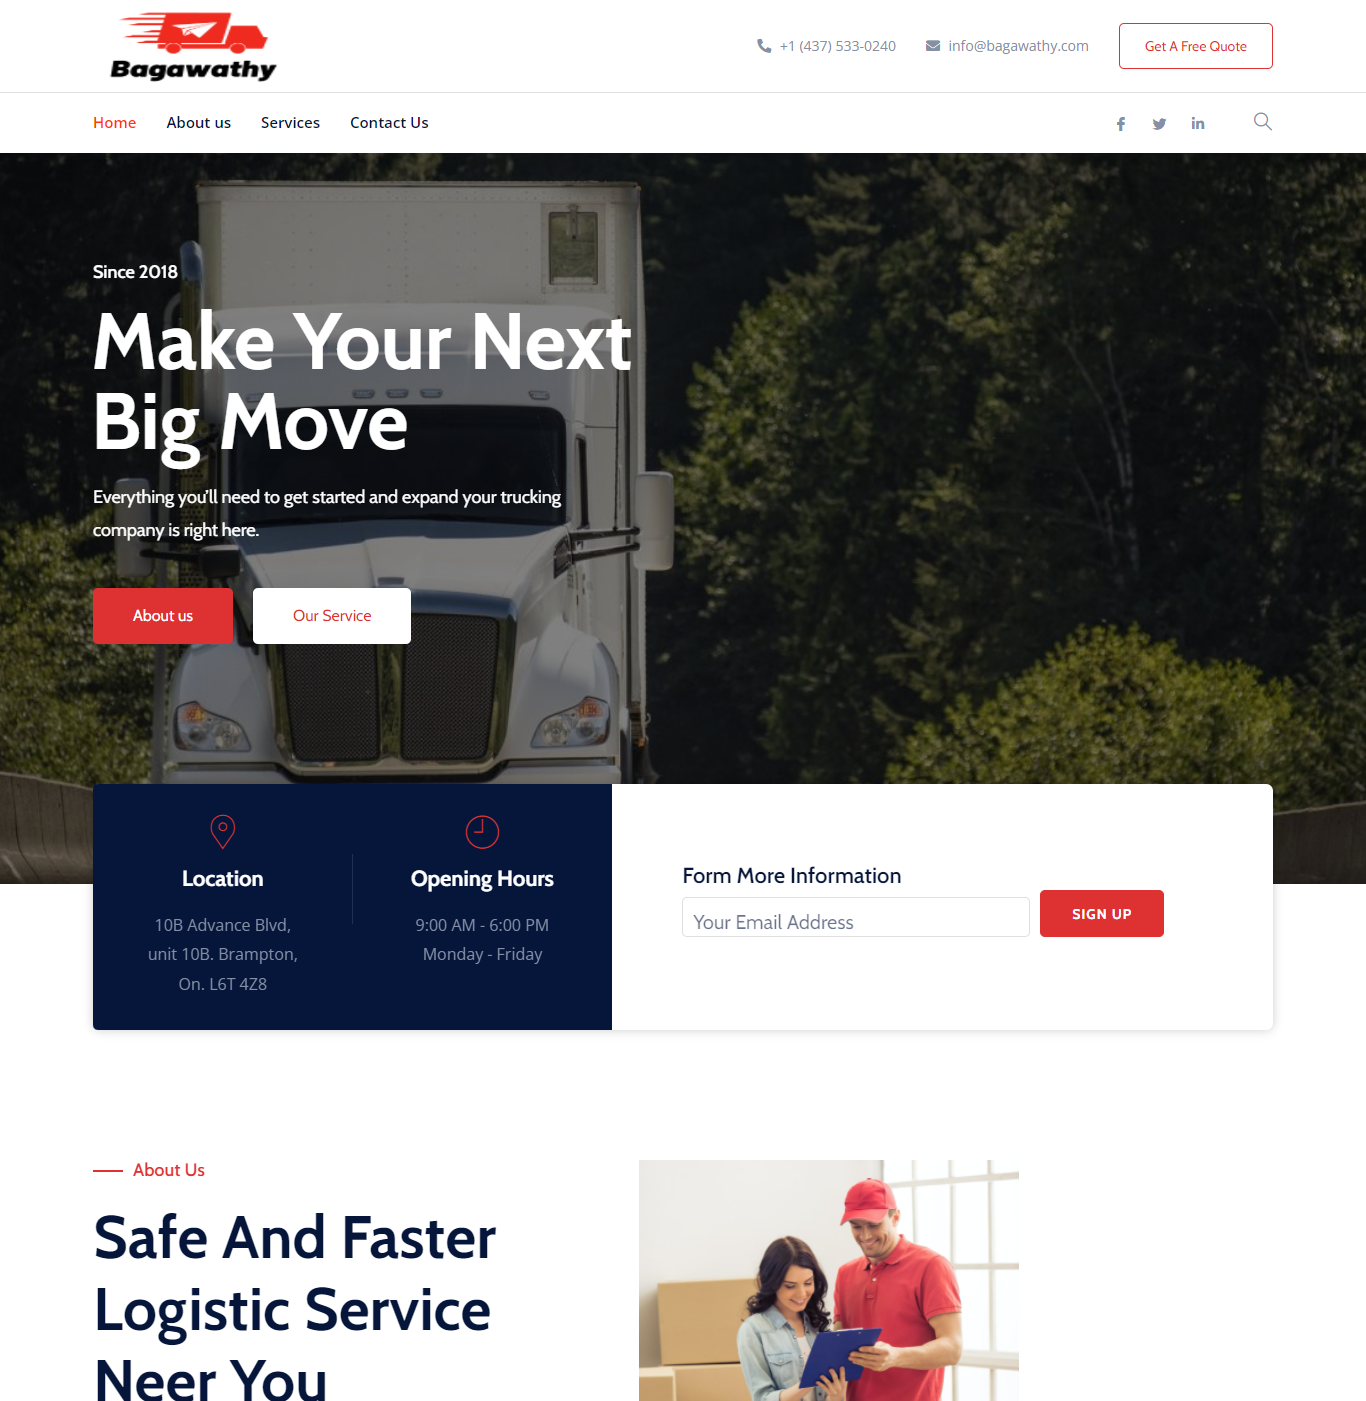 Bagawathy
+1 (437) 533-0240
info@bagawathy.com
Get A Free Quote
Home
About us
Services
Contact Us
Since 2018
Make Your Next
Big Move
Everything you'll need to get started and expand your trucking
company is right here.
About us
Our Service
Location
10B Advance Blvd,
unit 10B. Brampton,
On. L6T 4Z8
Opening Hours
9:00 AM - 6:00 PM
Monday - Friday
Form More Information
Your Email Address
SIGN UP
About Us
Safe And Faster
Logistic Service
Neer You